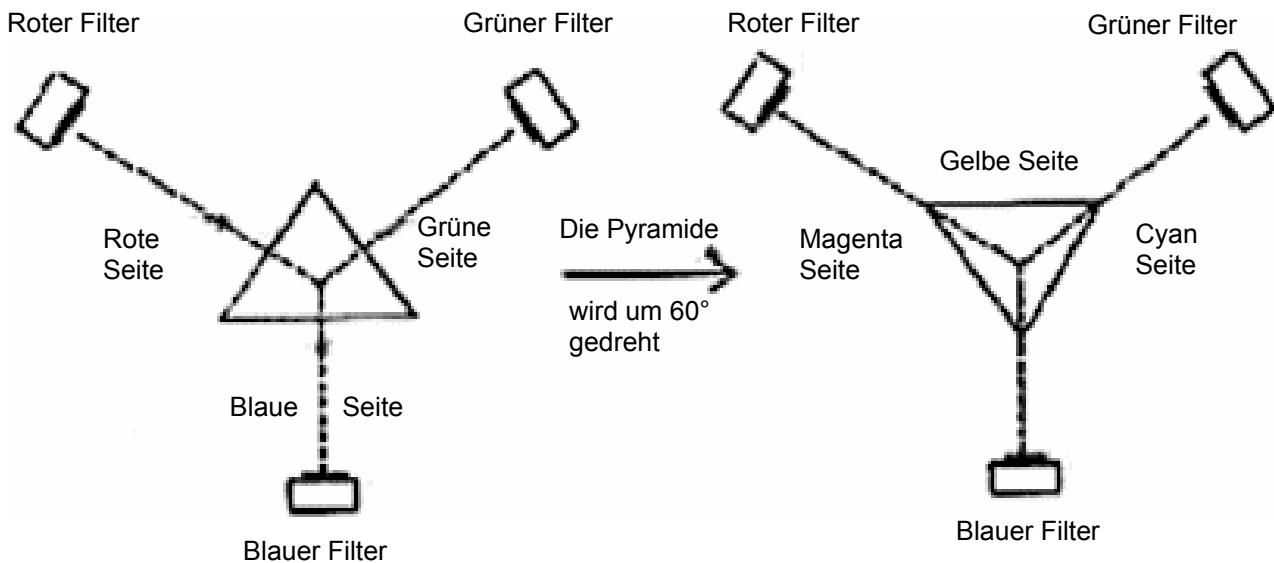 Roter Filter
Grüner Filter
Rote
Seite
Grüne
Seite
Blaue Seite
Blauer Filter
Die Pyramide
wird um 60°
gedreht
Roter Filter
Grüner Filter
Gelbe Seite
Magenta
Seite
Cyan
Seite
Blauer Filter